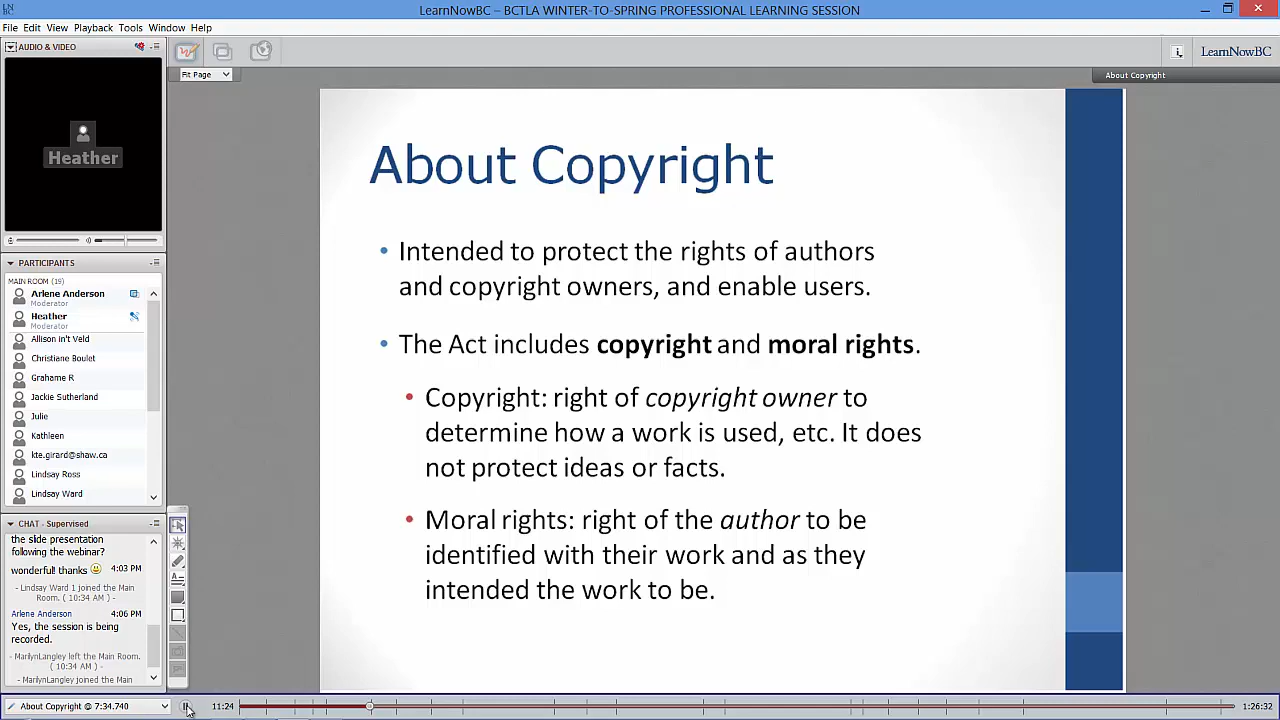 LearnNowBC – BCTLA WINTER-TO-SPRING PROFESSIONAL LEARNING SESSION
File Edit View Playback Tools Window Help
AUDIO & VIDEO
LearnNowBC
Fit Page
About Copyright
Heather
About Copyright
Intended to protect the rights of authors
and copyright owners, and enable users.
The Act includes copyright and moral rights.
Copyright: right of copyright owner to
determine how a work is used, etc. It does
not protect ideas or facts.
Moral rights: right of the author to be
identified with their work and as they
intended the work to be.
PARTICIPANTS
MAIN ROOM (19)
Arlene Anderson
Moderator
Heather
Moderator
Allison in't Veld
Christiane Boulet
Grahame R
Jackie Sutherland
Julie
Kathleen
kte.girard@shaw.ca
Lindsay Ross
Lindsay Ward
CHAT - Supervised
the slide presentation
following the webinar?
wonderful! thanks 4:03 PM
- Lindsay Ward 1 joined the Main
Room. ( 10:34 AM ) -
Arlene Anderson 4:06 PM
Yes, the session is being
recorded.
- MarilynLangley left the Main Room.
( 10:34 AM ) -
- MarilynLangley joined the Main
About Copyright @ 7:34.740
11:24
1:26:32